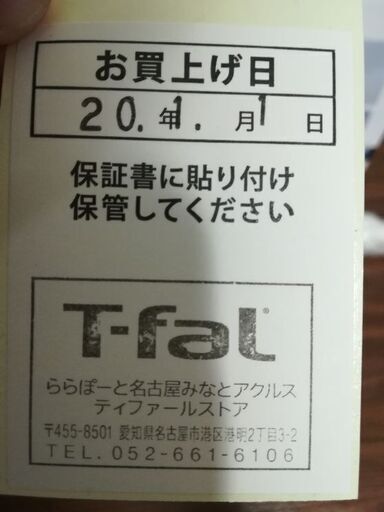 お買上げ日
20.年1.月1日
保証書に貼り付け
保管してください
T-faL
ららぽーと名古屋みなとアクルス
ティファールストア
〒455-8501 愛知県名古屋市港区港明2丁目3-2
TEL. 052-661-6106